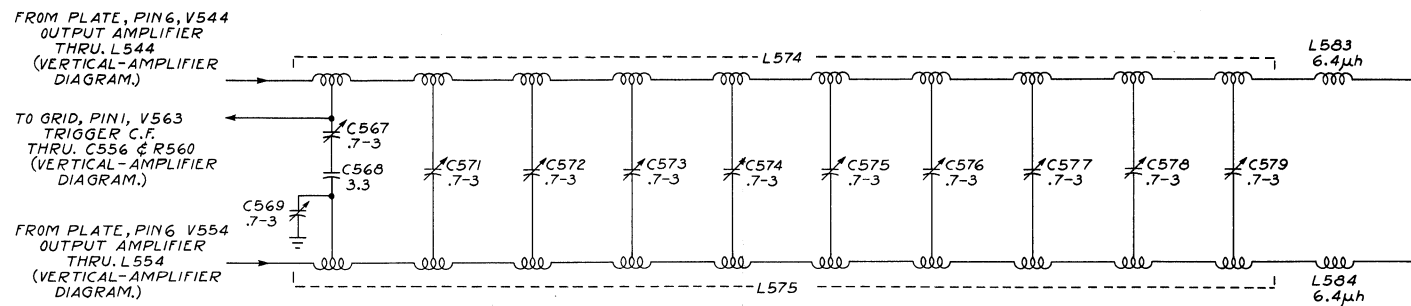 FROM PLATE, PIN 6, V544
OUTPUT AMPLIFIER
THRU. L544
(VERTICAL-AMPLIFIER
DIAGRAM.)
L574
L583
6.4µh
TO GRID, PIN 1, V563
TRIGGER C.F.
THRU. C556 & R560
(VERTICAL-AMPLIFIER
DIAGRAM.)
C567
.7-3
C568
3.3
C569
.7-3
C571
.7-3
C572
.7-3
C573
.7-3
C574
.7-3
C575
.7-3
C576
.7-3
C577
.7-3
C578
.7-3
C579
.7-3
FROM PLATE, PIN 6 V554
OUTPUT AMPLIFIER
THRU. L554
(VERTICAL-AMPLIFIER
DIAGRAM.)
L575
L584
6.4µh